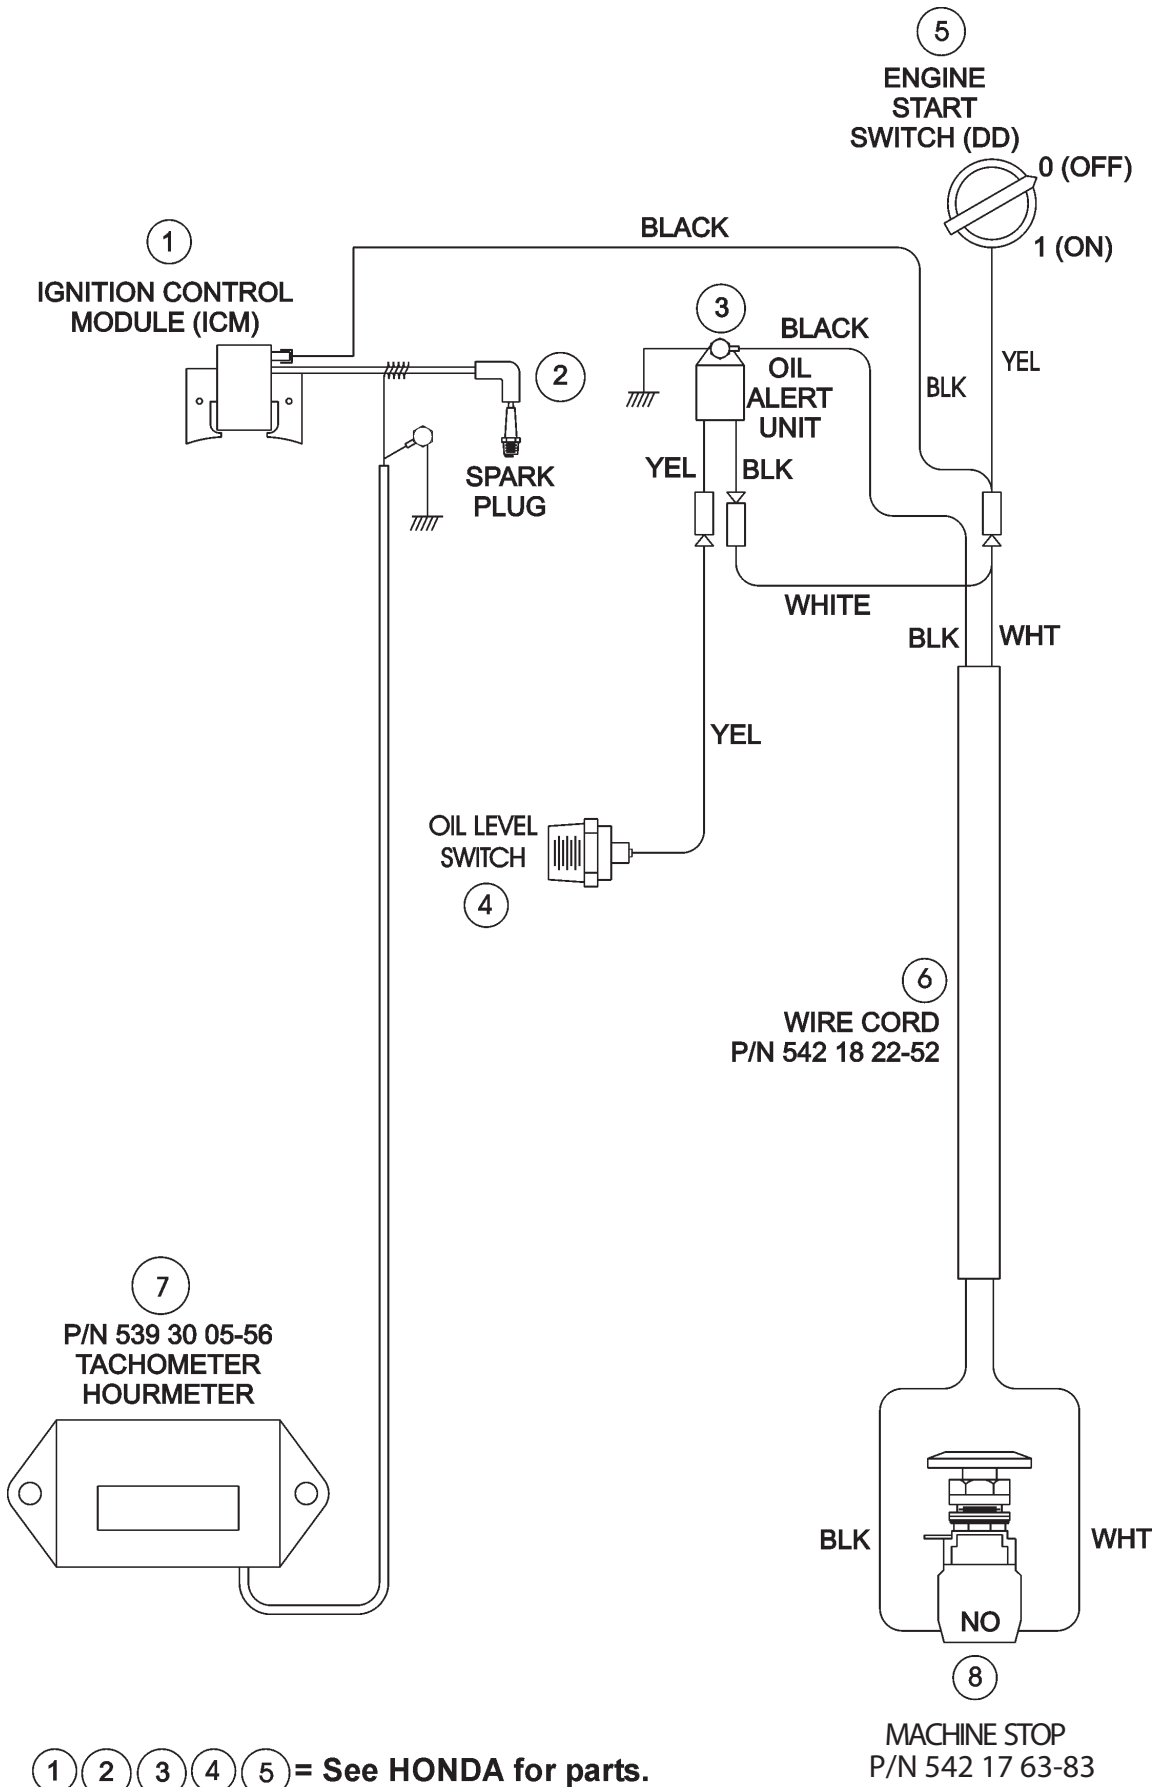 5
ENGINE
START
SWITCH (DD)
0 (OFF)
1 (ON)
BLACK
1
IGNITION CONTROL
MODULE (ICM)
3
BLACK
OIL
ALERT
UNIT
YEL
BLK
2
SPARK
PLUG
YEL
BLK
WHITE
BLK
WHT
YEL
OIL LEVEL
SWITCH
4
6
WIRE CORD
P/N 542 18 22-52
7
P/N 539 30 05-56
TACHOMETER
HOURMETER
BLK
WHT
NO
8
MACHINE STOP
P/N 542 17 63-83
1 2 3 4 5 = See HONDA for parts.